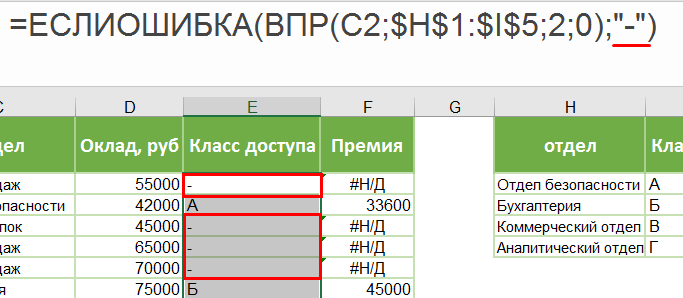 =ЕСЛИОШИБКА(ВПР(C2;$H$1:$I$5;2;0);"-")
C D E F G H
дел Оклад, руб Класс доступа Премия отдел Кла
даж 55000 - #Н/Д Отдел безопасности А
опасности 42000 А 33600 Бухгалтерия Б
пок 45000 - #Н/Д Коммерческий отдел В
даж 65000 - #Н/Д Аналитический отдел Г
даж 70000 - #Н/Д
я 75000 Б 45000